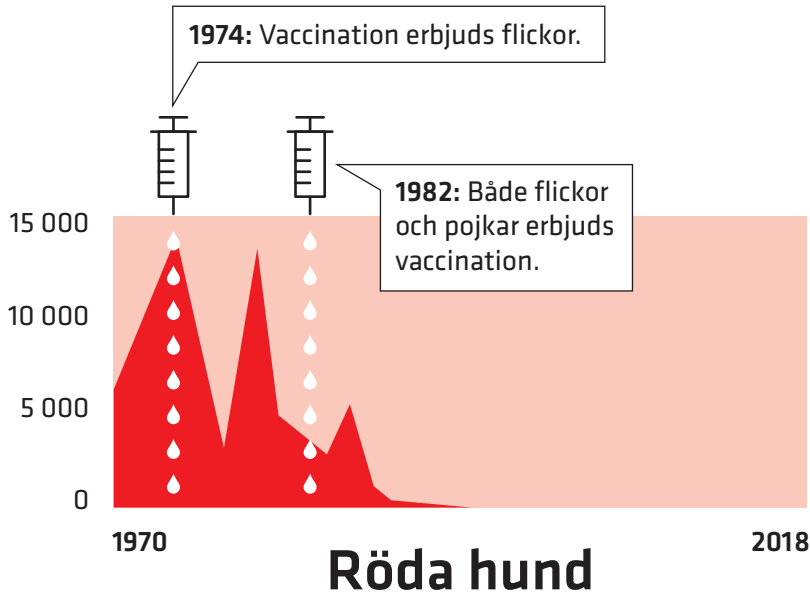 1974: Vaccination erbjuds flickor.
1982: Både flickor
och pojkar erbjuds
vaccination.
15 000
10 000
5 000
0
1970
2018
Röda hund